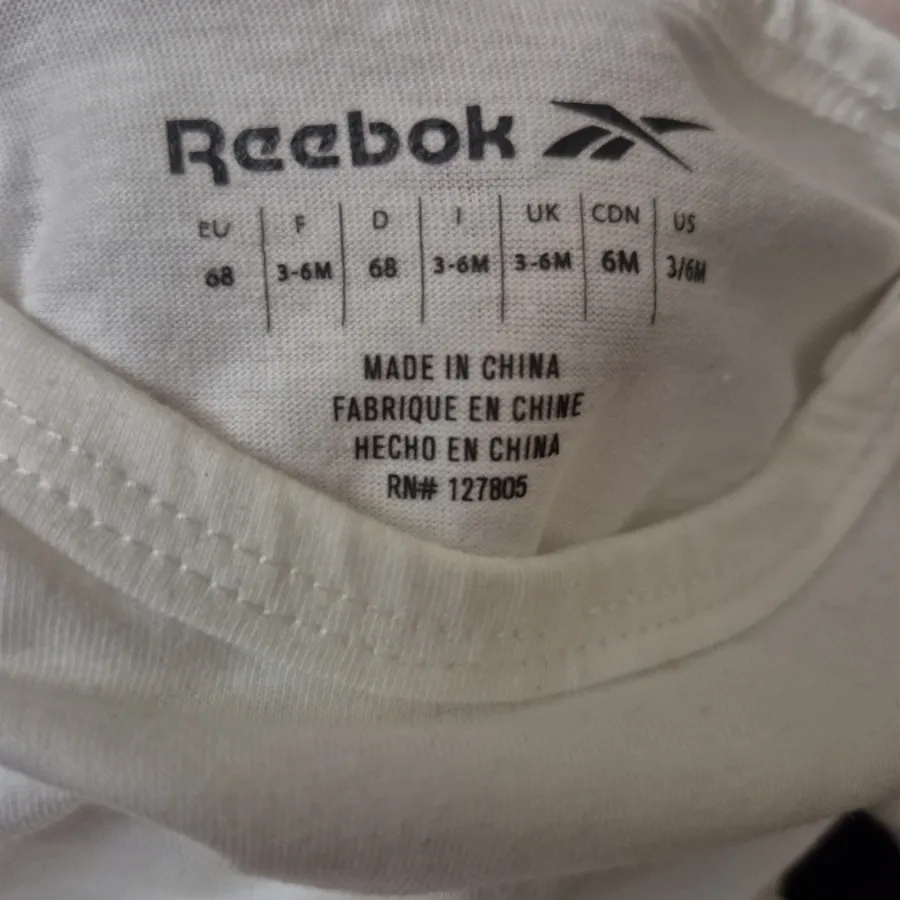 Reebok
EU F D I UK CDN US
68 3-6M 68 3-6M 3-6M 6M 3/6M
MADE IN CHINA
FABRIQUE EN CHINE
HECHO EN CHINA
RN# 127805